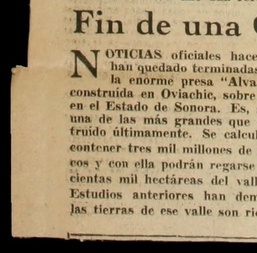 Fin de una
NOTICIAS oficiales hace
han quedado terminadas
la enorme presa "Alva
construída en Oviachic, sobre
en el Estado de Sonora. Es,
una de las más grandes que
truído últimamente. Se calcul
contener tres mil millones de
cos y con ella podrán regarse
cientas mil hectáreas del vall
Estudios anteriores han dem
las tierras de ese valle son ri